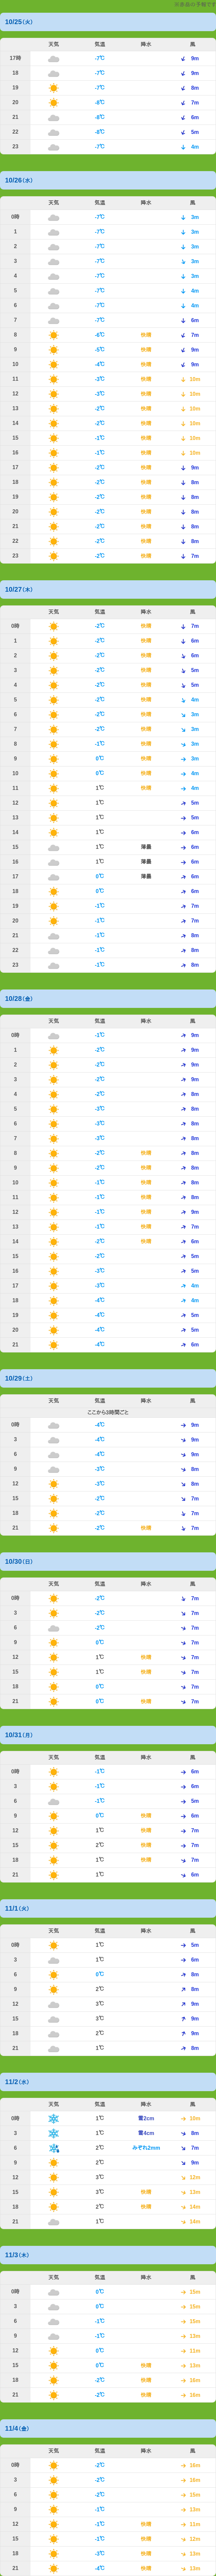 10/25(火)
天気 気温 降水 風
17時 -7℃ 9m
18 -7℃ 9m
19 -7℃ 8m
20 -8℃ 7m
21 -8℃ 6m
22 -8℃ 5m
23 -7℃ 4m
10/26(水)
天気 気温 降水 風
0時 -7℃ 3m
1 -7℃ 3m
2 -7℃ 3m
3 -7℃ 3m
4 -7℃ 3m
5 -7℃ 4m
6 -7℃ 4m
7 -7℃ 6m
8 -6℃ 快晴 7m
9 -5℃ 快晴 9m
10 -4℃ 快晴 9m
11 -3℃ 快晴 10m
12 -3℃ 快晴 10m
13 -2℃ 快晴 10m
14 -2℃ 快晴 10m
15 -1℃ 快晴 10m
16 -1℃ 快晴 10m
17 -2℃ 快晴 9m
18 -3℃ 快晴 8m
19 -2℃ 快晴 8m
20 -2℃ 快晴 8m
21 -2℃ 快晴 8m
22 -2℃ 快晴 8m
23 -2℃ 快晴 7m
10/27(木)
天気 気温 降水 風
0時 -2℃ 快晴 7m
1 -2℃ 快晴 6m
2 -2℃ 快晴 6m
3 -2℃ 快晴 5m
4 -2℃ 快晴 5m
5 -2℃ 快晴 4m
6 -3℃ 快晴 3m
7 -2℃ 快晴 3m
8 -1℃ 快晴 3m
9 0℃ 快晴 3m
10 0℃ 快晴 4m
11 1℃ 快晴 4m
12 1℃ 5m
13 1℃ 5m
14 1℃ 6m
15 1℃ 薄曇 6m
16 1℃ 薄曇 6m
17 0℃ 薄曇 6m
18 0℃ 6m
19 -1℃ 7m
20 -1℃ 7m
21 -1℃ 8m
22 -1℃ 8m
23 -1℃ 8m
10/28(金)
天気 気温 降水 風
0時 -1℃ 9m
1 -2℃ 9m
2 -2℃ 9m
3 -2℃ 9m
4 -2℃ 8m
5 -3℃ 8m
6 -3℃ 8m
7 -3℃ 8m
8 -2℃ 快晴 8m
9 -2℃ 快晴 8m
10 -1℃ 快晴 8m
11 -1℃ 快晴 8m
12 -1℃ 快晴 9m
13 -1℃ 快晴 7m
14 -2℃ 快晴 6m
15 -2℃ 5m
16 -3℃ 5m
17 -3℃ 4m
18 -4℃ 4m
19 -4℃ 5m
20 -4℃ 5m
21 -4℃ 6m
10/29(土)
天気 気温 降水 風
ここから3時間ごと
0時 -4℃ 9m
3 -4℃ 9m
6 -4℃ 9m
9 -3℃ 8m
12 -3℃ 8m
15 -2℃ 7m
18 -2℃ 7m
21 -2℃ 快晴 7m
10/30(日)
天気 気温 降水 風
0時 -2℃ 7m
3 -2℃ 7m
6 -2℃ 7m
9 0℃ 7m
12 1℃ 快晴 7m
15 1℃ 快晴 7m
18 0℃ 7m
21 0℃ 快晴 7m
10/31(月)
天気 気温 降水 風
0時 -1℃ 6m
3 -1℃ 6m
6 -1℃ 5m
9 0℃ 快晴 6m
12 1℃ 快晴 7m
15 2℃ 快晴 7m
18 1℃ 快晴 7m
21 1℃ 6m
11/1(火)
天気 気温 降水 風
0時 1℃ 5m
3 1℃ 6m
6 0℃ 8m
9 2℃ 8m
12 3℃ 9m
15 3℃ 9m
18 2℃ 9m
21 1℃ 8m
11/2(水)
天気 気温 降水 風
0時 1℃ 雪2cm 10m
3 1℃ 雪4cm 8m
6 2℃ みぞれ2mm 7m
9 2℃ 9m
12 3℃ 12m
15 3℃ 快晴 13m
18 2℃ 快晴 14m
21 1℃ 14m
11/3(木)
天気 気温 降水 風
0時 0℃ 15m
3 0℃ 15m
6 -1℃ 10m
9 -1℃ 13m
12 0℃ 11m
15 0℃ 快晴 13m
18 -2℃ 快晴 16m
21 -2℃ 快晴 16m
11/4(金)
天気 気温 降水 風
0時 -2℃ 16m
3 -2℃ 16m
6 -2℃ 15m
9 -1℃ 13m
12 -1℃ 快晴 11m
15 -1℃ 快晴 12m
18 -3℃ 快晴 13m
21 -4℃ 快晴 13m